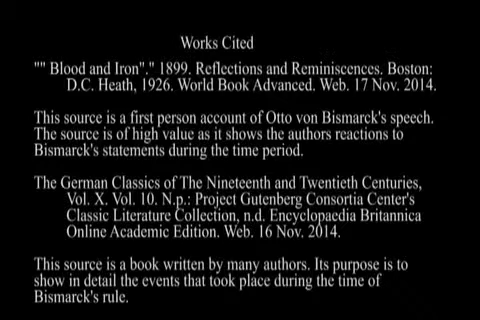 Works Cited
"" Blood and Iron"." 1899. Reflections and Reminiscences. Boston:
D.C. Heath, 1926. World Book Advanced. Web. 17 Nov. 2014.
This source is a first person account of Otto von Bismarck's speech.
The source is of high value as it shows the authors reactions to
Bismarck's statements during the time period.
The German Classics of The Nineteenth and Twentieth Centuries,
Vol. X. Vol. 10. N.p.: Project Gutenberg Consortia Center's
Classic Literature Collection, n.d. Encyclopaedia Britannica
Online Academic Edition. Web. 16 Nov. 2014.
This source is a book written by many authors. Its purpose is to
show in detail the events that took place during the time of
Bismarck's rule.